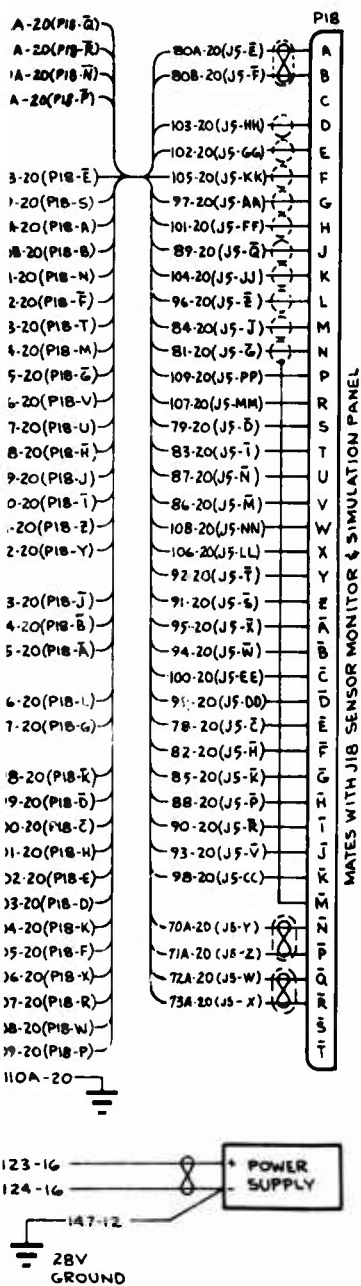 P18
A-20(P18-Q̄)
A-20(P18-R̄)
A-20(P18-N̄)
A-20(P18-P̄)
3-20(P18-Ē)
-20(P18-S)
A-20(P18-A)
B-20(P18-B)
1-20(P18-N)
2-20(P18-F̄)
3-20(P18-T)
4-20(P18-M)
5-20(P18-Ḡ)
6-20(P18-V)
7-20(P18-U)
8-20(P18-H̄)
9-20(P18-J)
0-20(P18-Ī)
-20(P18-Z)
2-20(P18-Y)
3-20(P18-J̄)
4-20(P18-B̄)
5-20(P18-Ā)
6-20(P18-L)
7-20(P18-G)
8-20(P18-K̄)
99-20(P18-D̄)
00-20(P18-C̄)
01-20(P18-H)
02-20(P18-E)
03-20(P18-D)
04-20(P18-K)
05-20(P18-F)
06-20(P18-X)
07-20(P18-R)
08-20(P18-W)
09-20(P18-P)
110A-20
80A-20(J5-Ē) A
80B-20(J5-F̄) B
C
103-20(J5-HH) D
102-20(J5-GG) E
105-20(J5-KK) F
97-20(J5-AA) G
101-20(J5-FF) H
89-20(J5-Q̄) J
104-20(J5-JJ) K
96-20(J5-Z̄) L
84-20(J5-J̄) M
81-20(J5-Ḡ) N
109-20(J5-PP) P
107-20(J5-MM) R
79-20(J5-D̄) S
83-20(J5-Ī) T
87-20(J5-N̄) U
86-20(J5-M̄) V
108-20(J5-NN) W
106-20(J5-LL) X
92-20(J5-T̄) Y
91-20(J5-S̄) Z
95-20(J5-X̄) Ā
94-20(J5-W̄) B̄
100-20(J5-EE) C̄
9-20(J5-DD) D̄
78-20(J5-C̄) Ē
82-20(J5-H̄) F̄
85-20(J5-K̄) Ḡ
88-20(J5-P̄) H̄
90-20(J5-R̄) Ī
93-20(J5-V̄) J̄
98-20(J5-CC) K̄
M̄
70A-20(J5-Y) N̄
71A-20(J5-Z) P̄
72A-20(J5-W) Q̄
73A-20(J5-X) R̄
S̄
T̄
MATES WITH J18 SENSOR MONITOR & SIMULATION PANEL
123-16
124-16
147-12
+ POWER
- SUPPLY
28V
GROUND